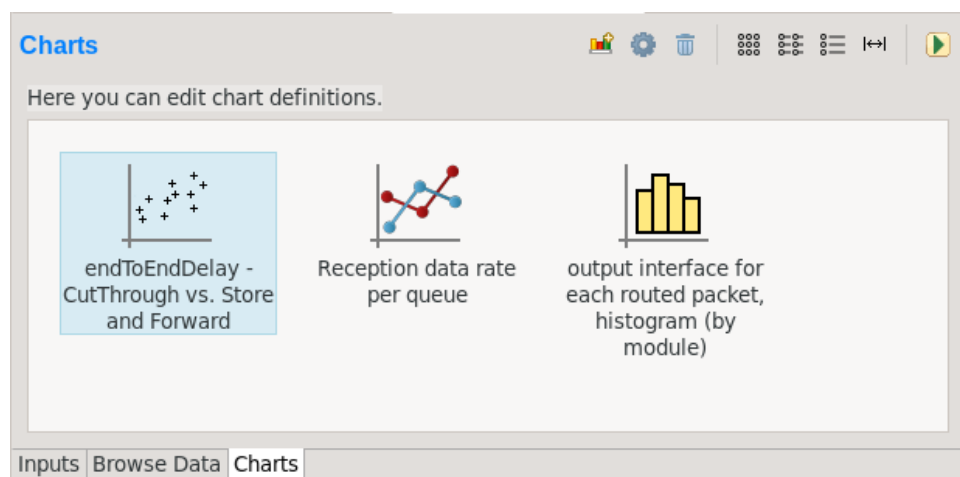 Charts
Here you can edit chart definitions.
endToEndDelay -
CutThrough vs. Store
and Forward
Reception data rate
per queue
output interface for
each routed packet,
histogram (by
module)
Inputs Browse Data Charts